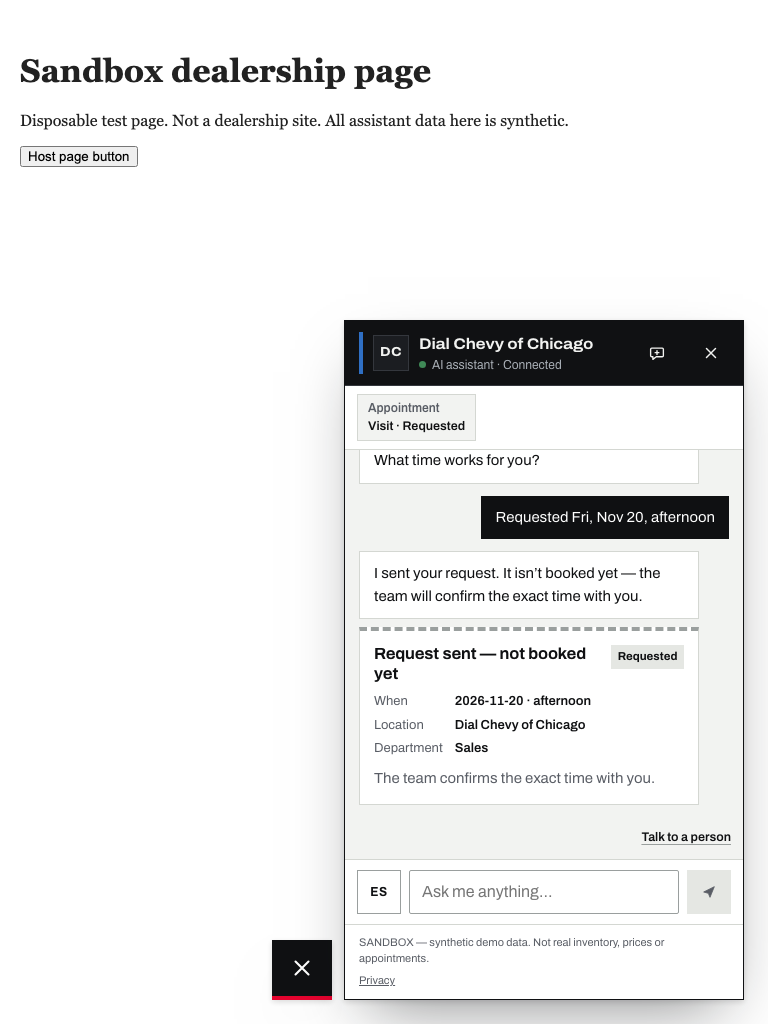 Sandbox dealership page
Disposable test page. Not a dealership site. All assistant data here is synthetic.
Host page button
DC
Dial Chevy of Chicago
AI assistant · Connected
Appointment
Visit · Requested
What time works for you?
Requested Fri, Nov 20, afternoon
I sent your request. It isn’t booked yet — the
team will confirm the exact time with you.
Request sent — not booked
yet
Requested
When 2026-11-20 · afternoon
Location Dial Chevy of Chicago
Department Sales
The team confirms the exact time with you.
Talk to a person
ES
Ask me anything…
SANDBOX — synthetic demo data. Not real inventory, prices or
appointments.
Privacy